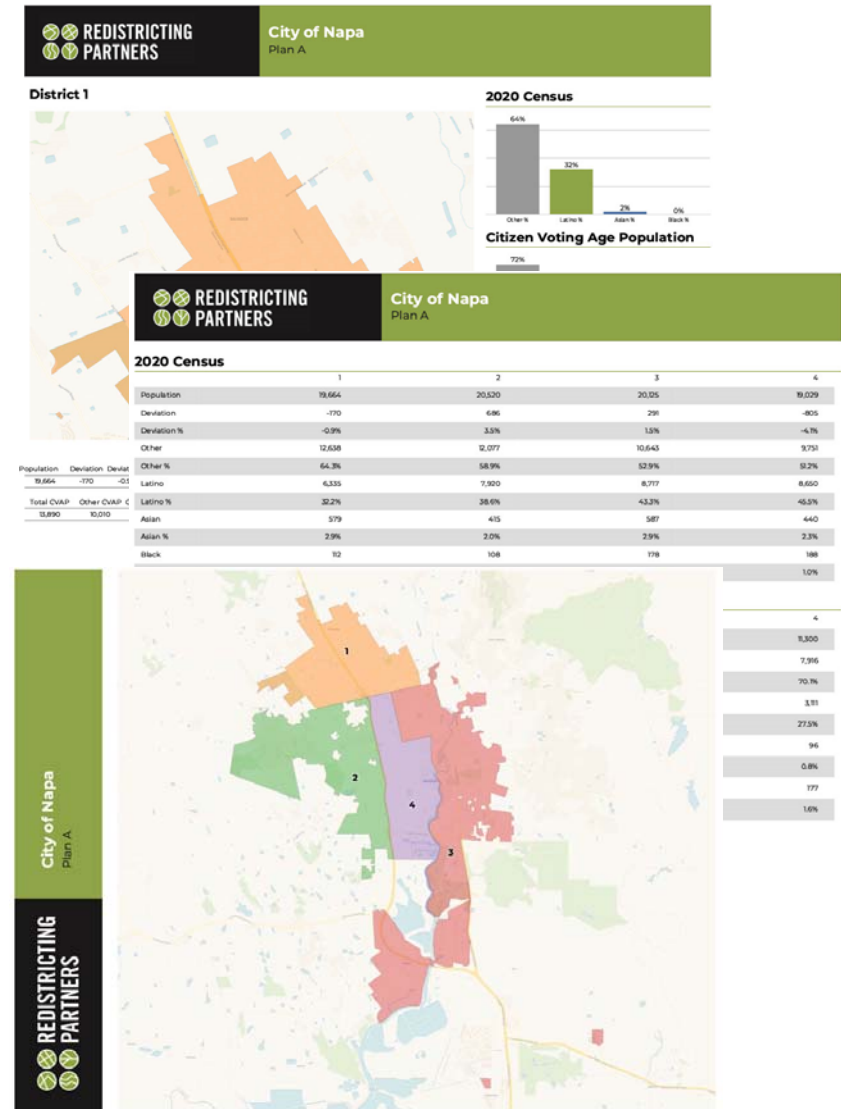 REDISTRICTING
PARTNERS
City of Napa
Plan A
District 1
2020 Census
64%
32%
2%
0%
Other %
Latino %
Asian %
Black %
Citizen Voting Age Population
72%
REDISTRICTING
PARTNERS
City of Napa
Plan A
2020 Census
1 2 3 4
Population 19,664 20,520 20,125 19,029
Deviation -170 686 291 -805
Deviation % -0.9% 3.5% 1.5% -4.1%
Other 12,638 12,077 10,643 9,751
Other % 64.3% 58.9% 52.9% 51.2%
Latino 6,335 7,920 8,717 8,650
Latino % 32.2% 38.6% 43.3% 45.5%
Asian 579 415 587 440
Asian % 2.9% 2.0% 2.9% 2.3%
Black 112 108 178 188
1.0%
Population Deviation Deviat
19,664 -170
Total CVAP Other CVAP
13,890 10,010
4
11,300
7,916
70.1%
3,111
27.5%
96
0.8%
177
1.6%
City of Napa
Plan A
REDISTRICTING
PARTNERS
1
2
4
3